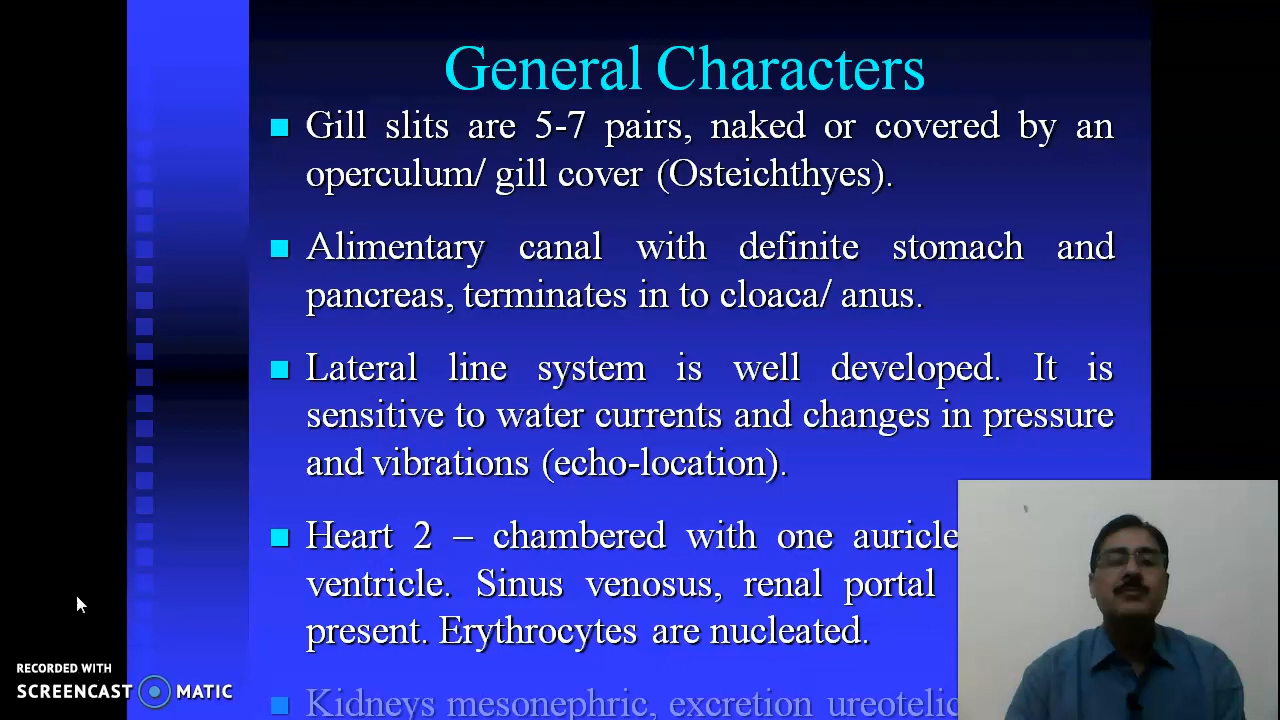 General Characters
Gill slits are 5-7 pairs, naked or covered by an
operculum/ gill cover (Osteichthyes).
Alimentary canal with definite stomach and
pancreas, terminates in to cloaca/ anus.
Lateral line system is well developed. It is
sensitive to water currents and changes in pressure
and vibrations (echo-location).
Heart 2 – chambered with one auricle
ventricle. Sinus venosus, renal portal
present. Erythrocytes are nucleated.
Kidneys mesonephric, excretion ureotelic
RECORDED WITH
SCREENCAST MATIC